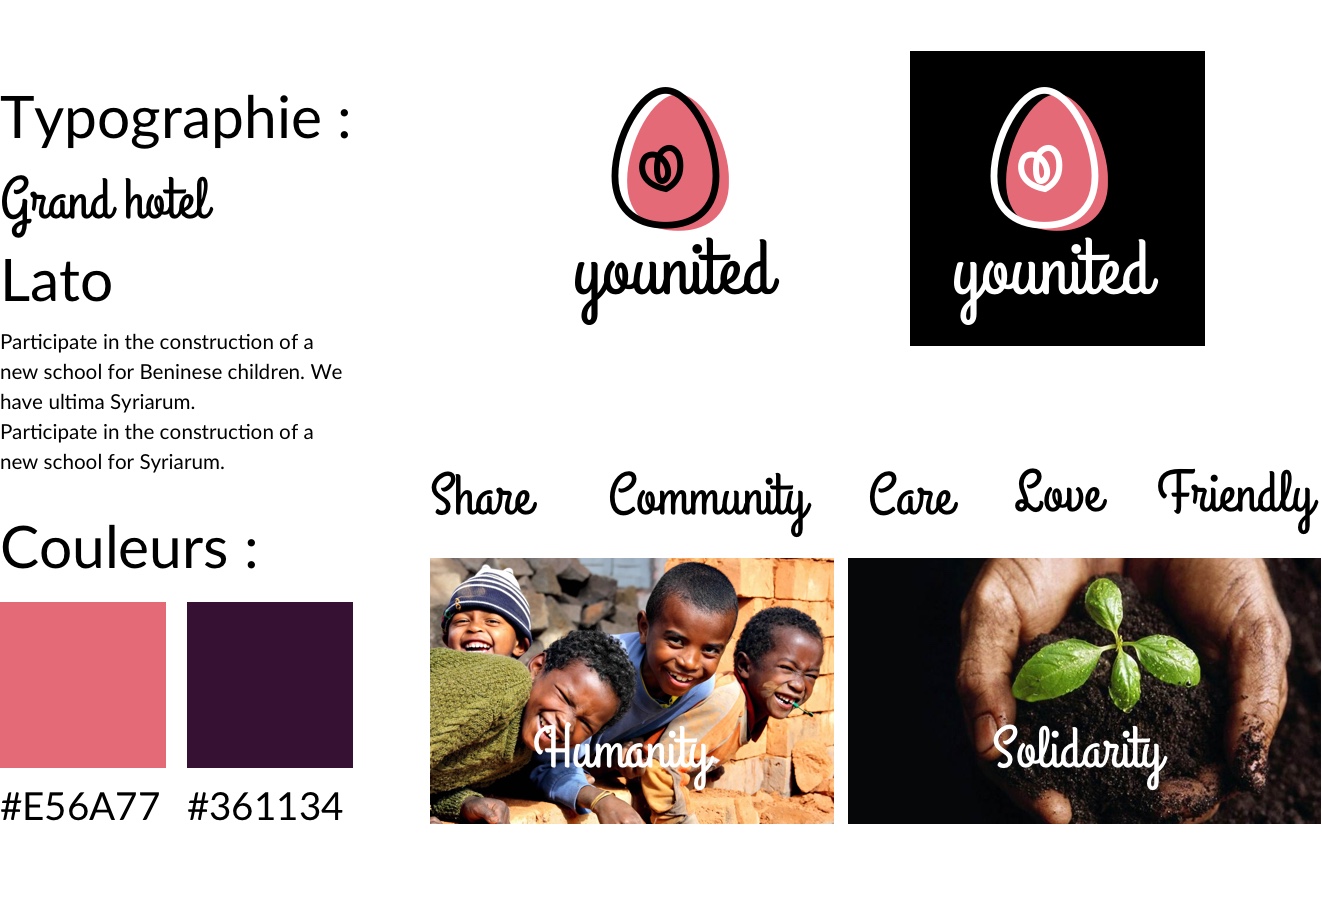 Typographie :
Grand hotel
Lato
Participate in the construction of a
new school for Beninese children. We
have ultima Syriarum.
Participate in the construction of a
new school for Syriarum.
Couleurs :
#E56A77
#361134
younited
younited
Share
Community
Care
Love
Friendly
Humanity
Solidarity